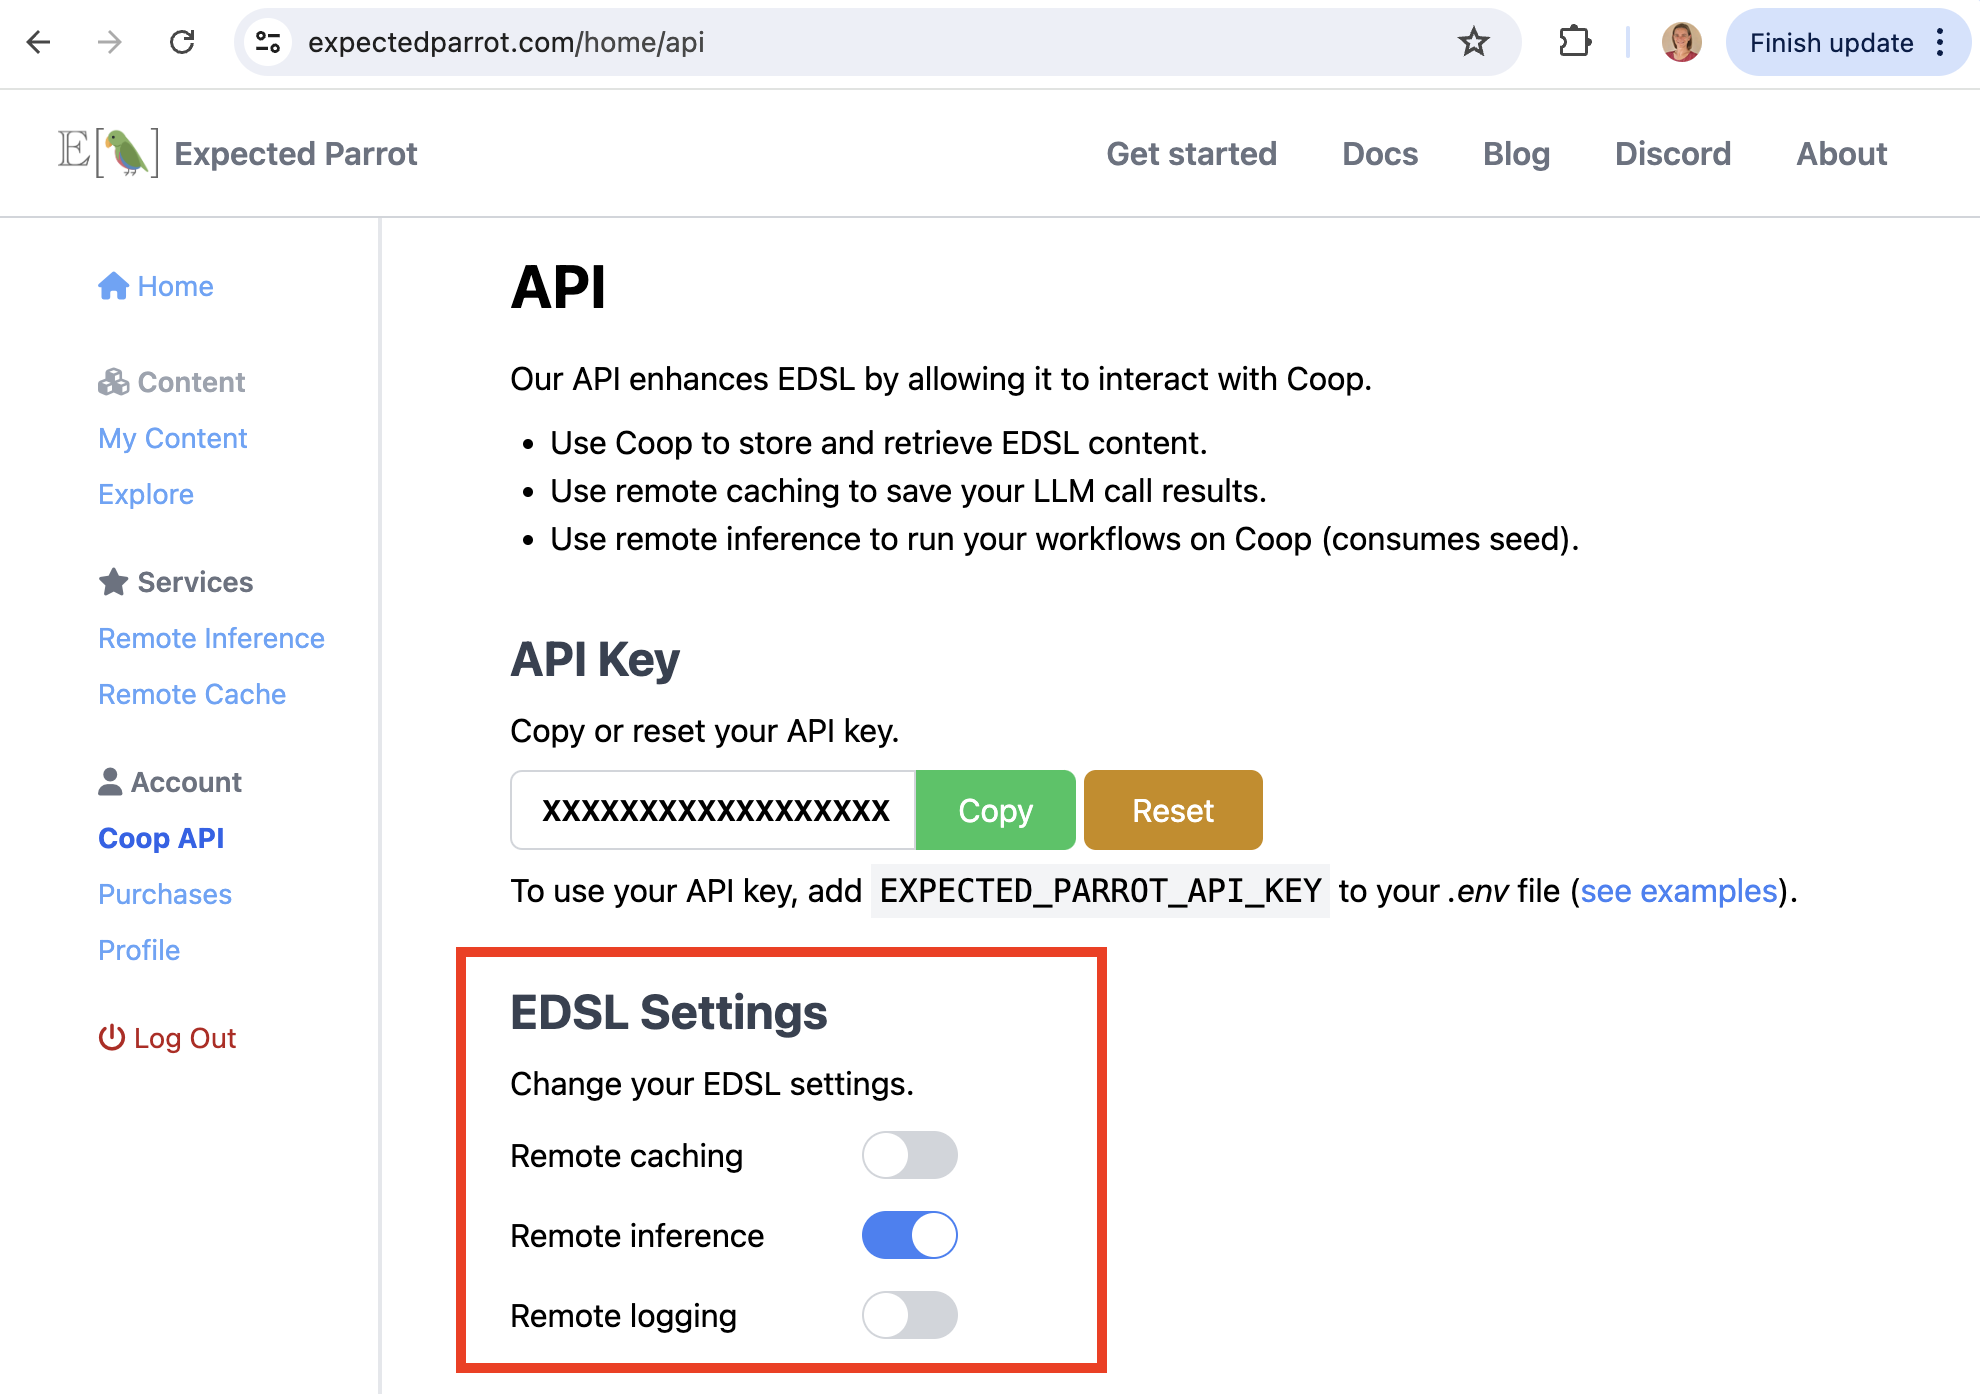 expectedparrot.com/home/api
Finish update
E[] Expected Parrot
Get started
Docs
Blog
Discord
About
Home
Content
My Content
Explore
Services
Remote Inference
Remote Cache
Account
Coop API
Purchases
Profile
Log Out
API
Our API enhances EDSL by allowing it to interact with Coop.
• Use Coop to store and retrieve EDSL content.
• Use remote caching to save your LLM call results.
• Use remote inference to run your workflows on Coop (consumes seed).
API Key
Copy or reset your API key.
XXXXXXXXXXXXXXXXXX
Copy
Reset
To use your API key, add EXPECTED_PARROT_API_KEY to your .env file (see examples).
EDSL Settings
Change your EDSL settings.
Remote caching
Remote inference
Remote logging